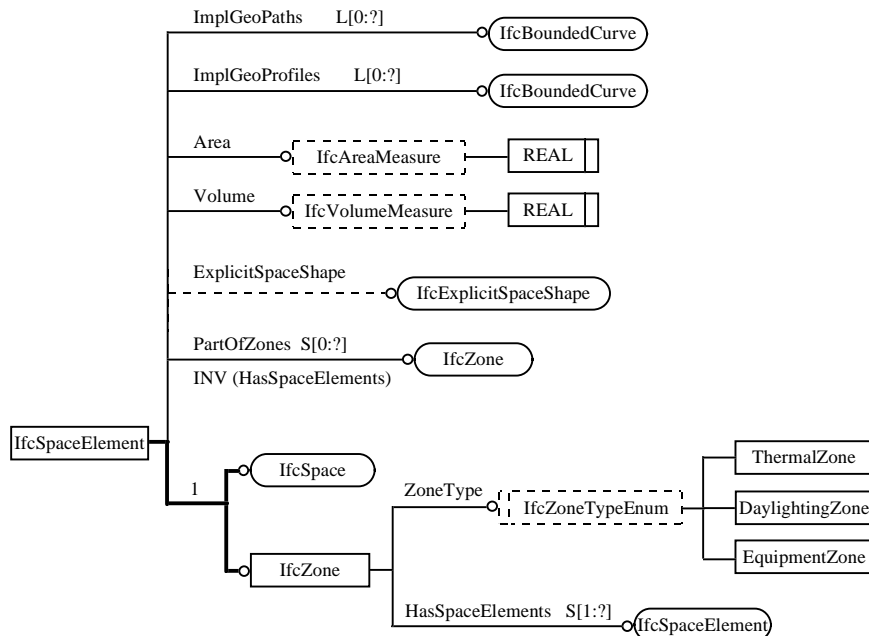 ImplGeoPaths L[0:?]
IfcBoundedCurve
ImplGeoProfiles L[0:?]
IfcBoundedCurve
Area
IfcAreaMeasure
REAL
Volume
IfcVolumeMeasure
REAL
ExplicitSpaceShape
IfcExplicitSpaceShape
PartOfZones S[0:?]
IfcZone
INV (HasSpaceElements)
IfcSpaceElement
1
IfcSpace
IfcZone
ZoneType
IfcZoneTypeEnum
ThermalZone
DaylightingZone
EquipmentZone
HasSpaceElements S[1:?]
IfcSpaceElement